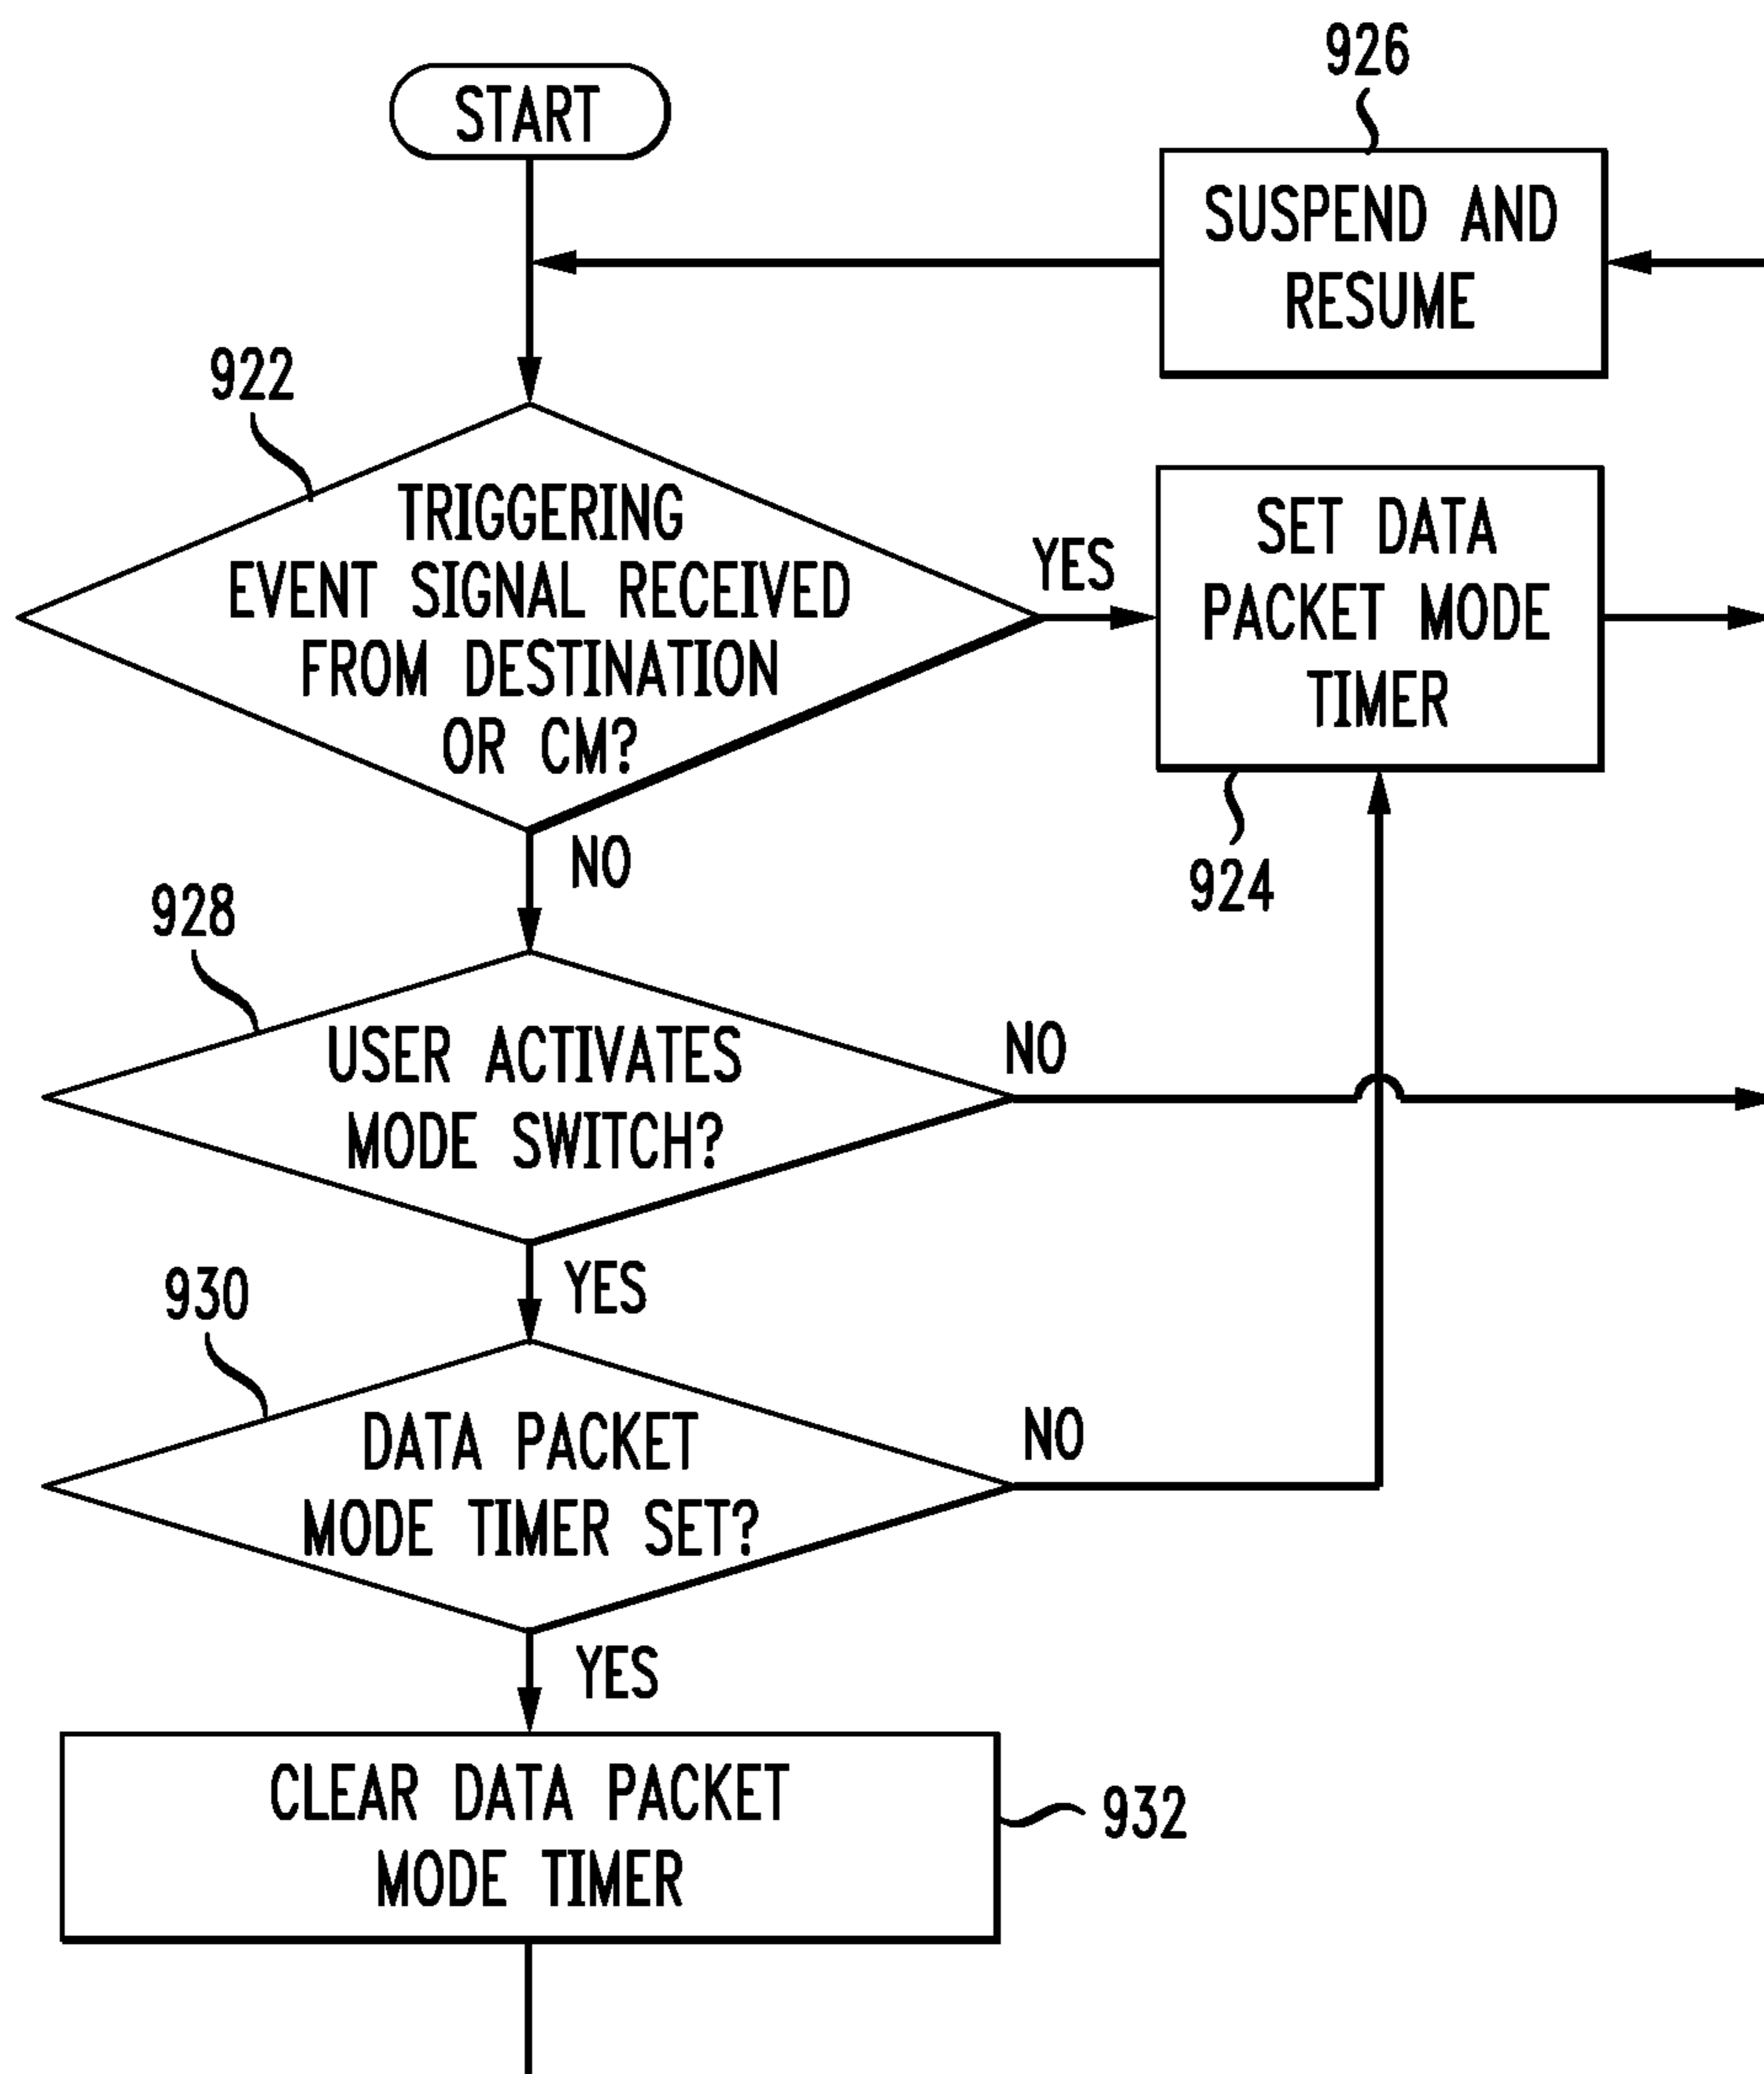 START
926
SUSPEND AND
RESUME
922
TRIGGERING
EVENT SIGNAL RECEIVED
FROM DESTINATION
OR CM?
YES
SET DATA
PACKET MODE
TIMER
924
NO
928
USER ACTIVATES
MODE SWITCH?
NO
YES
930
DATA PACKET
MODE TIMER SET?
NO
YES
CLEAR DATA PACKET
MODE TIMER
932